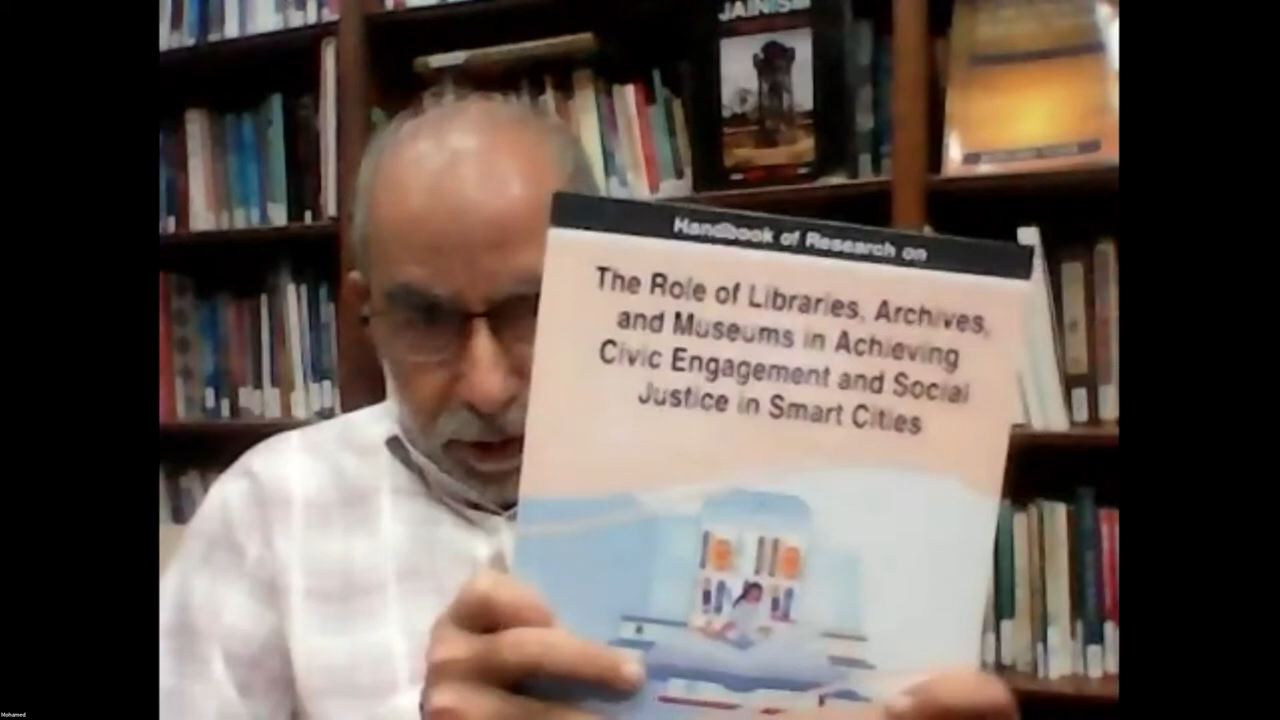 JAINISM
Handbook of Research on
The Role of Libraries, Archives,
and Museums in Achieving
Civic Engagement and Social
Justice in Smart Cities
Mohamed